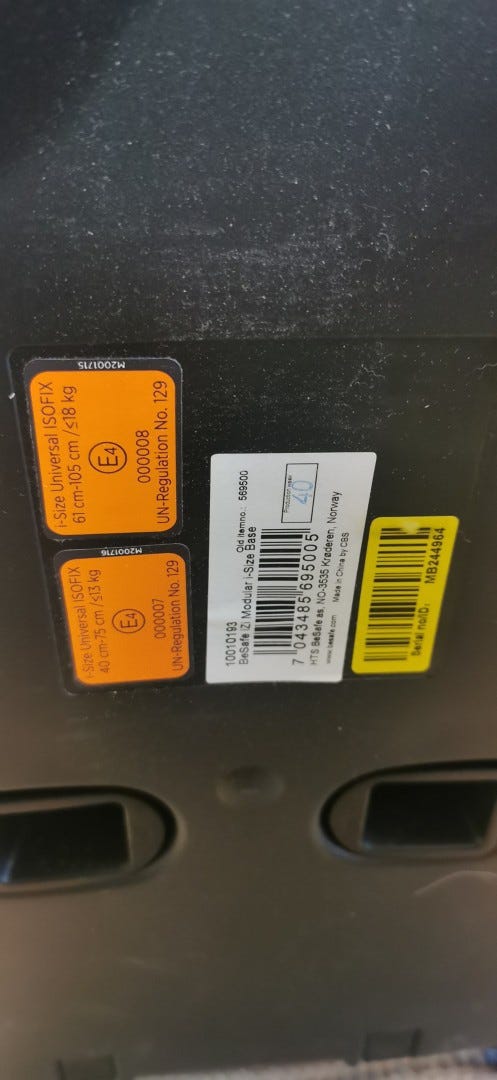 M2001715
i-Size Universal ISOFIX
61 cm-105 cm/≤18 kg
E4
000008
UN-Regulation No. 129
M2001716
i-Size Universal ISOFIX
40 cm-75 cm/≤13 kg
E4
000007
UN-Regulation No. 129
10010193
Old itemno.: 569500
BeSafe iZi Modular i-Size Base
Production week
40
7 043485 695005
HTS BeSafe as, NO-3535 Krøderen, Norway
www.besafe.com Made in China by CBS
Serial no/ID.: MB244964